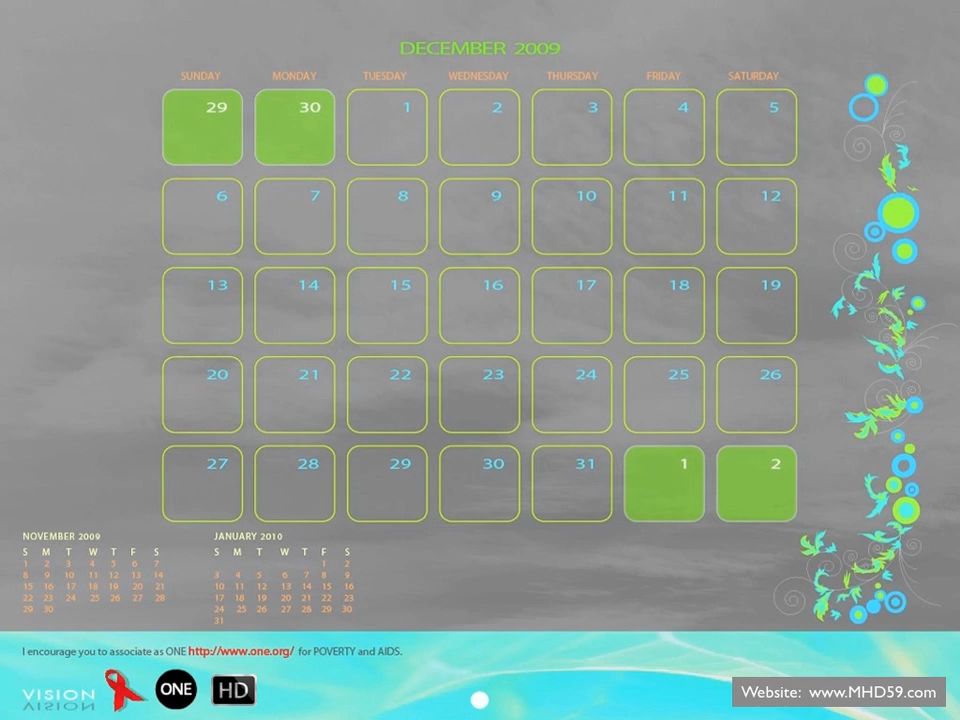 DECEMBER 2009
SUNDAY MONDAY TUESDAY WEDNESDAY THURSDAY FRIDAY SATURDAY
29 30 1 2 3 4 5
6 7 8 9 10 11 12
13 14 15 16 17 18 19
20 21 22 23 24 25 26
27 28 29 30 31 1 2
NOVEMBER 2009
S M T W T F S
1 2 3 4 5 6 7
8 9 10 11 12 13 14
15 16 17 18 19 20 21
22 23 24 25 26 27 28
29 30
JANUARY 2010
S M T W T F S
1 2
3 4 5 6 7 8 9
10 11 12 13 14 15 16
17 18 19 20 21 22 23
24 25 26 27 28 29 30
31
I encourage you to associate as ONE http://www.one.org/ for POVERTY and AIDS.
VISION
ONE
HD
Website: www.MHD59.com